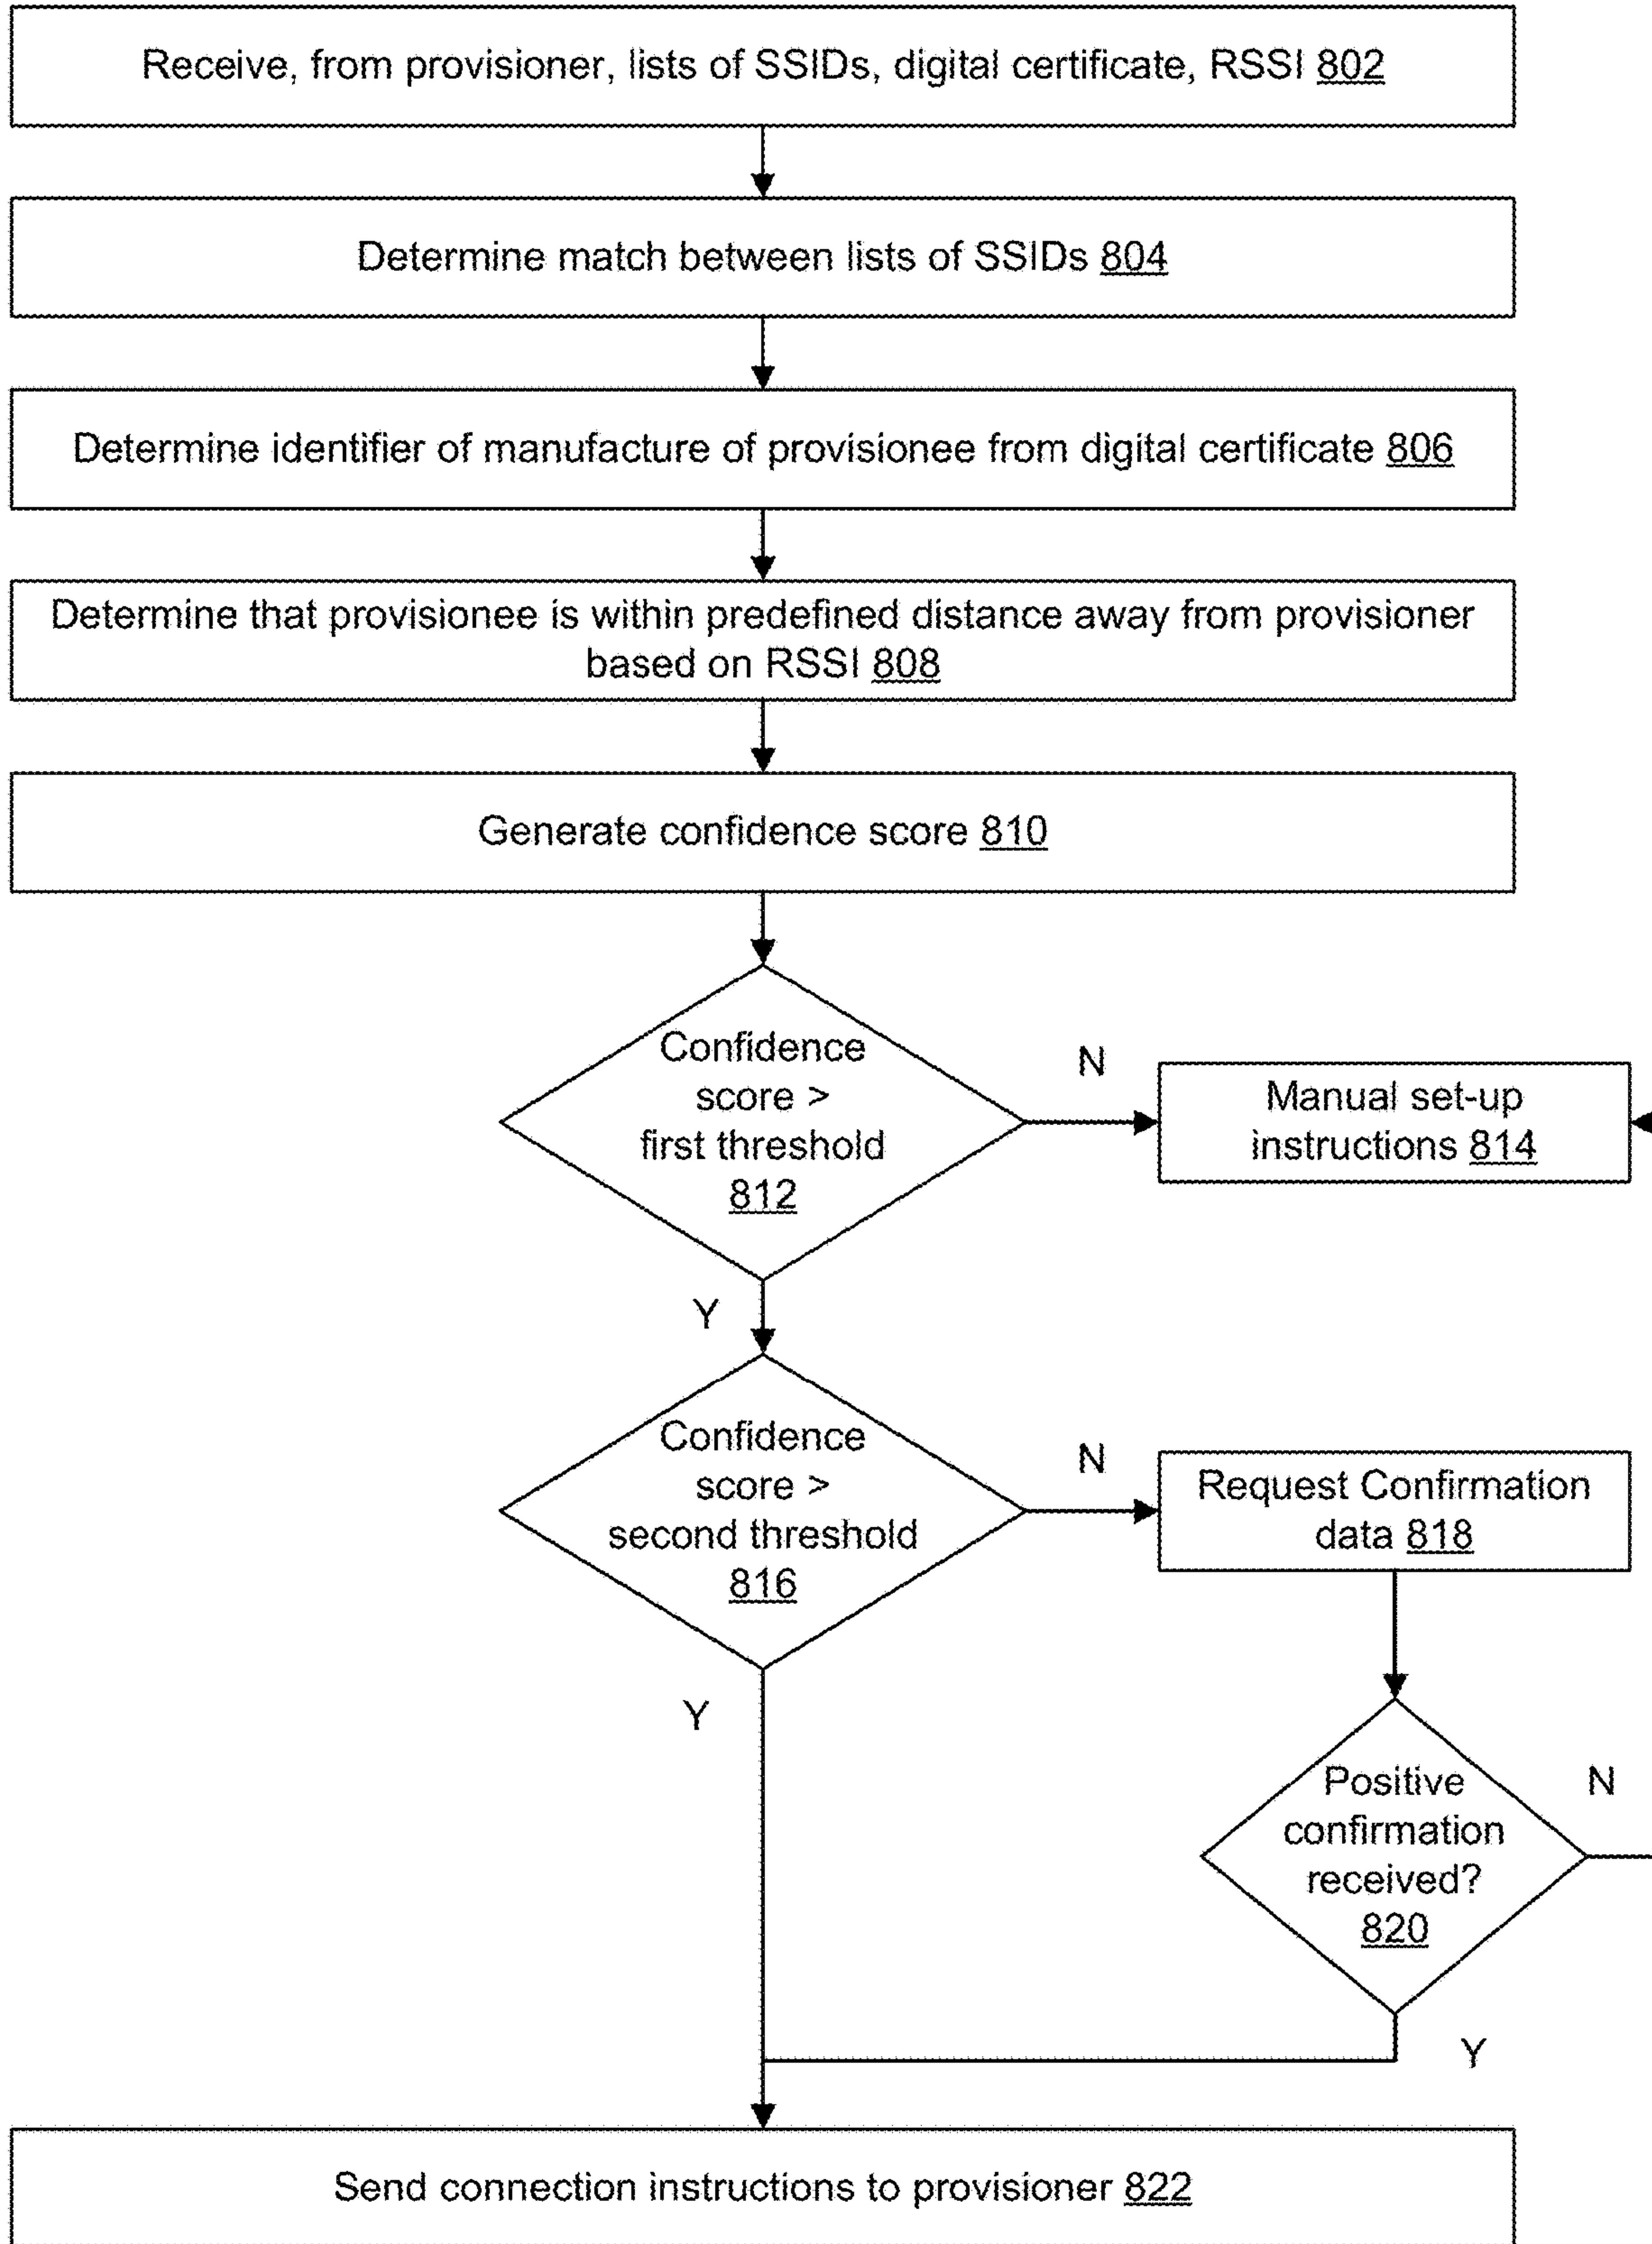 Receive, from provisioner, lists of SSIDs, digital certificate, RSSI 802
Determine match between lists of SSIDs 804
Determine identifier of manufacture of provisionee from digital certificate 806
Determine that provisionee is within predefined distance away from provisioner
based on RSSI 808
Generate confidence score 810
Confidence
score >
first threshold
812
N
Manual set-up
instructions 814
Y
Confidence
score >
second threshold
816
N
Request Confirmation
data 818
Y
Positive
confirmation
received?
820
N
Y
Send connection instructions to provisioner 822